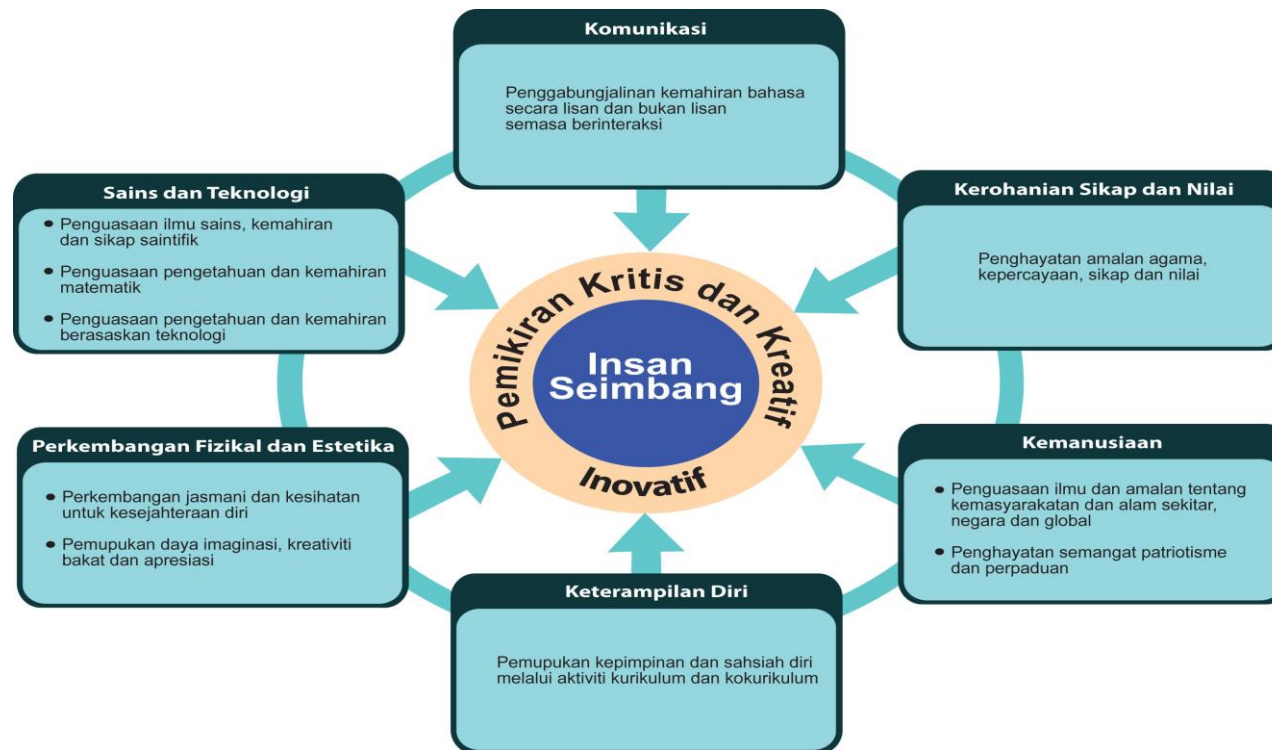 Komunikasi
Penggabungjalinan kemahiran bahasa
secara lisan dan bukan lisan
semasa berinteraksi
Sains dan Teknologi
• Penguasaan ilmu sains, kemahiran
dan sikap saintifik
• Penguasaan pengetahuan dan kemahiran
matematik
• Penguasaan pengetahuan dan kemahiran
berasaskan teknologi
Kerohanian Sikap dan Nilai
Penghayatan amalan agama,
kepercayaan, sikap dan nilai
Pemikiran Kritis dan Kreatif
Insan
Seimbang
Inovatif
Perkembangan Fizikal dan Estetika
• Perkembangan jasmani dan kesihatan
untuk kesejahteraan diri
• Pemupukan daya imaginasi, kreativiti
bakat dan apresiasi
Kemanusiaan
• Penguasaan ilmu dan amalan tentang
kemasyarakatan dan alam sekitar,
negara dan global
• Penghayatan semangat patriotisme
dan perpaduan
Keterampilan Diri
Pemupukan kepimpinan dan sahsiah diri
melalui aktiviti kurikulum dan kokurikulum